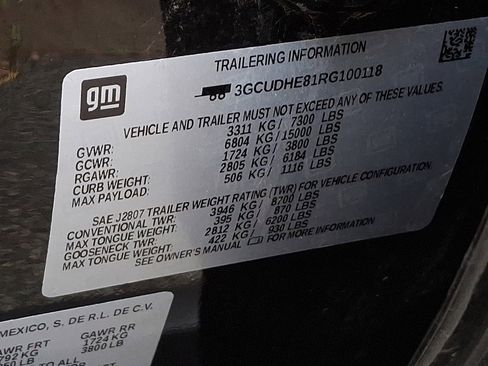 TRAILERING INFORMATION
gm
3GCUDHE81RG100118
VEHICLE AND TRAILER MUST NOT EXCEED ANY OF THESE VALUES.
GVWR: 3311 KG / 7300 LBS
GCWR: 6804 KG / 15000 LBS
RGAWR: 1724 KG / 3800 LBS
CURB WEIGHT: 2805 KG / 6184 LBS
MAX PAYLOAD: 506 KG / 1116 LBS
SAE J2807 TRAILER WEIGHT RATING (TWR) FOR VEHICLE CONFIGURATION.
CONVENTIONAL TWR: 3946 KG / 8700 LBS
MAX TONGUE WEIGHT: 395 KG / 870 LBS
GOOSENECK TWR: 2812 KG / 6200 LBS
MAX TONGUE WEIGHT: 422 KG / 930 LBS
SEE OWNER'S MANUAL FOR MORE INFORMATION
MEXICO, S. DE R.L. DE C.V.
GAWR FRT GAWR RR
1724 KG
3800 LB
TO ALL